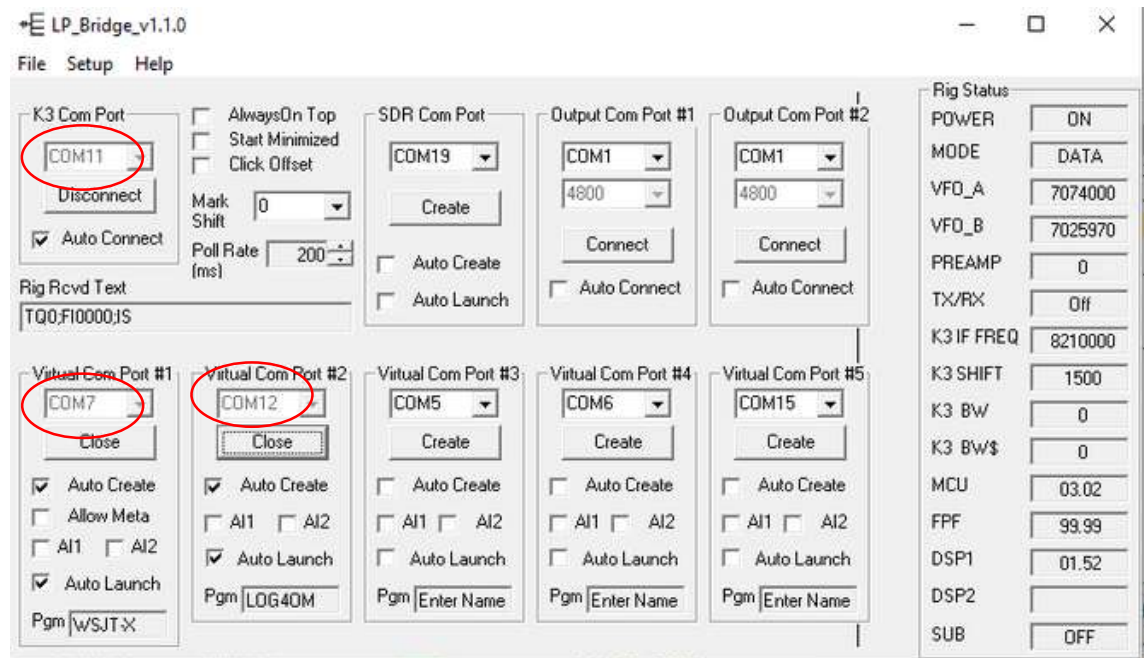 LP_Bridge_v1.1.0
File Setup Help
K3 Com Port
COM11
Disconnect
Auto Connect
AlwaysOn Top
Start Minimized
Click Offset
Mark Shift 0
Poll Rate (ms) 200
SDR Com Port
COM19
Create
Auto Create
Auto Launch
Output Com Port #1
COM1
4800
Connect
Auto Connect
Output Com Port #2
COM1
4800
Connect
Auto Connect
Rig Rcvd Text
TQ0;FI0000;IS
Virtual Com Port #1
COM7
Close
Auto Create
Allow Meta
AI1 AI2
Auto Launch
Pgm WSJT-X
Virtual Com Port #2
COM12
Close
Auto Create
AI1 AI2
Auto Launch
Pgm LOG4OM
Virtual Com Port #3
COM5
Create
Auto Create
AI1 AI2
Auto Launch
Pgm Enter Name
Virtual Com Port #4
COM6
Create
Auto Create
AI1 AI2
Auto Launch
Pgm Enter Name
Virtual Com Port #5
COM15
Create
Auto Create
AI1 AI2
Auto Launch
Pgm Enter Name
Rig Status
POWER ON
MODE DATA
VFO_A 7074000
VFO_B 7025970
PREAMP 0
TX/RX Off
K3 IF FREQ 8210000
K3 SHIFT 1500
K3 BW 0
K3 BW$ 0
MCU 03.02
FPF 99.99
DSP1 01.52
DSP2
SUB OFF